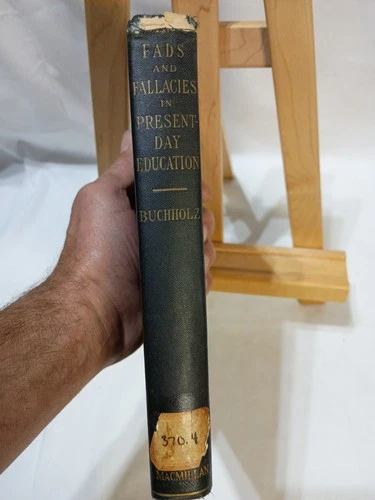 FADS
AND
FALLACIES
IN
PRESENT-
DAY
EDUCATION
BUCHHOLZ
370.4
MACMILLAN